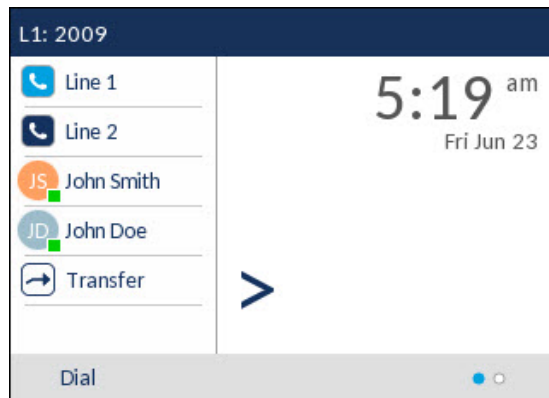 L1: 2009
Line 1
Line 2
JS John Smith
JD John Doe
Transfer
5:19 am
Fri Jun 23
>
Dial